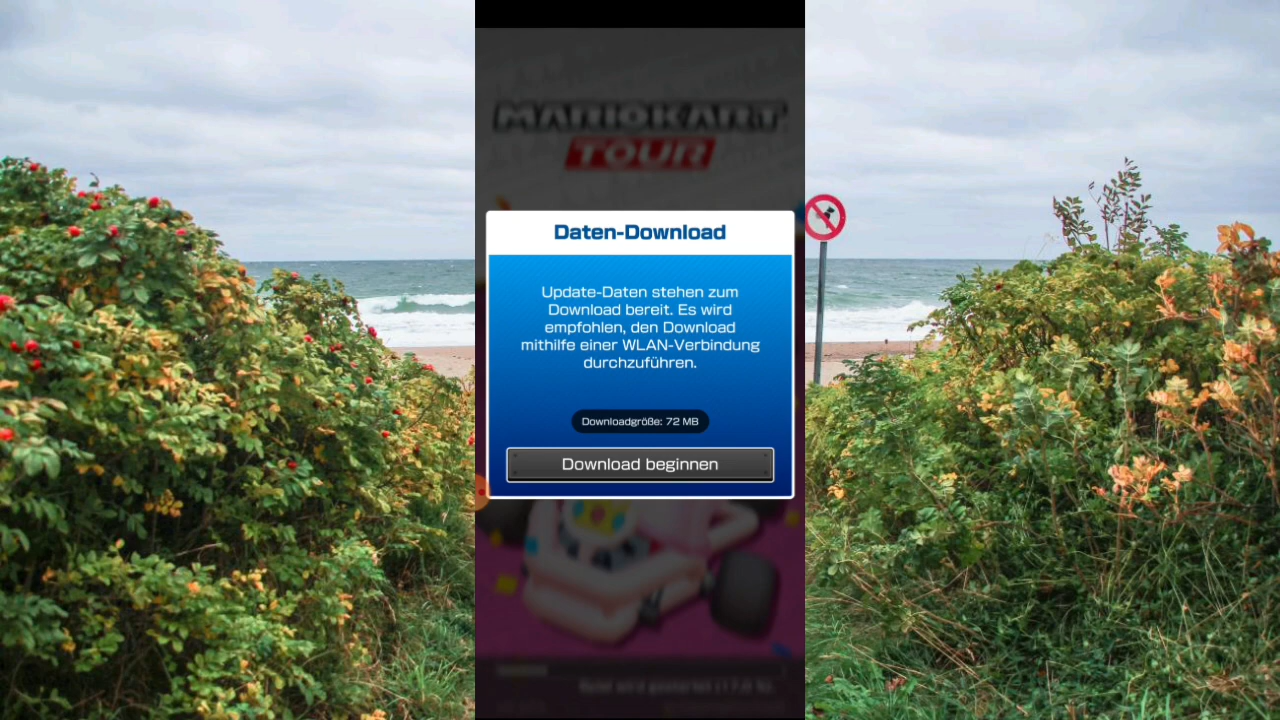 MARIOKART
TOUR
Daten-Download
Update-Daten stehen zum
Download bereit. Es wird
empfohlen, den Download
mithilfe einer WLAN-Verbindung
durchzuführen.
Downloadgröße: 72 MB
Download beginnen